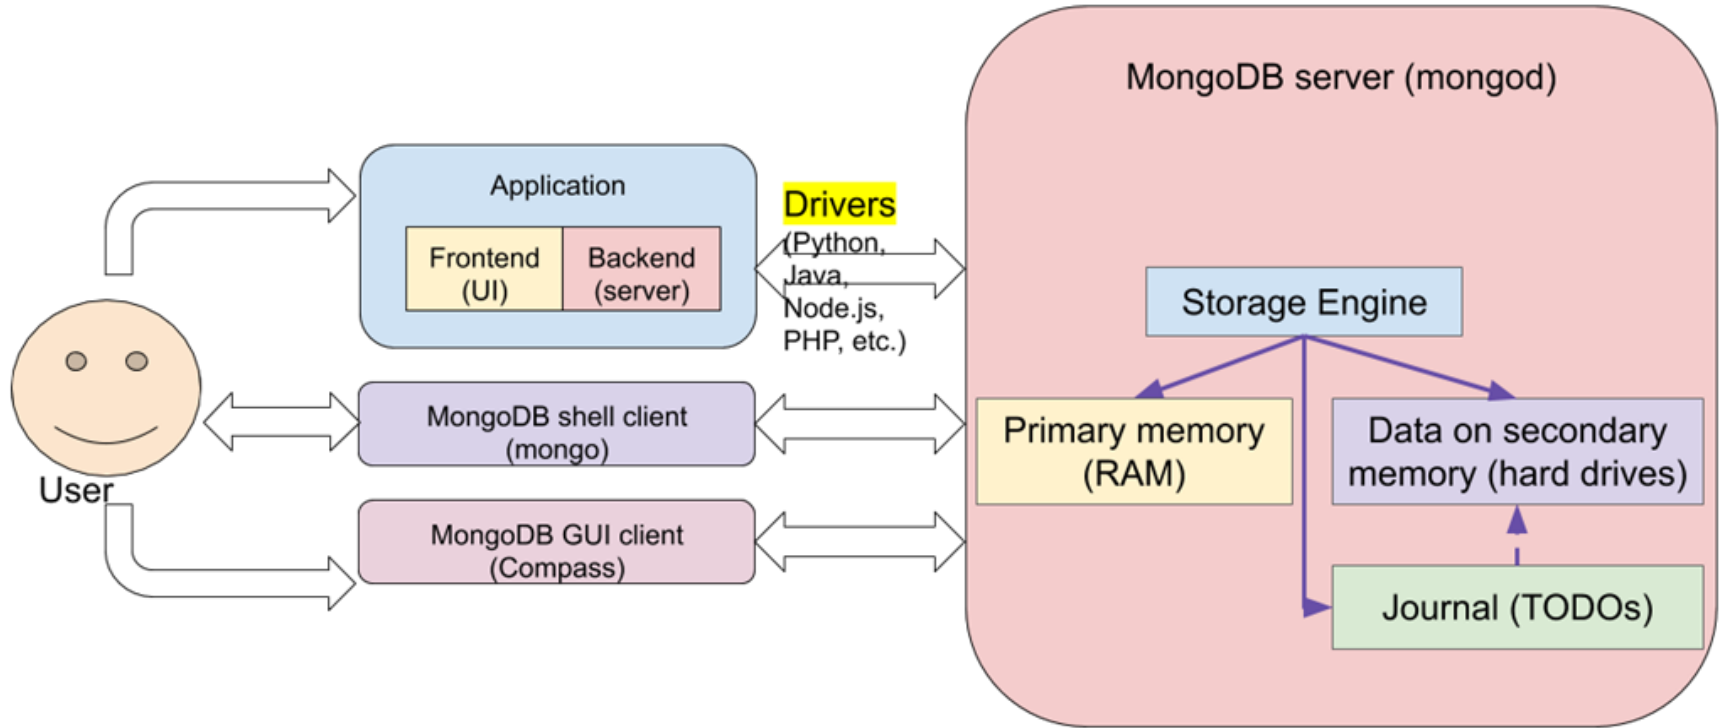 MongoDB server (mongod)
Application
Frontend
(UI)
Backend
(server)
Drivers
(Python,
Java,
Node.js,
PHP, etc.)
Storage Engine
Primary memory
(RAM)
Data on secondary
memory (hard drives)
Journal (TODOs)
User
MongoDB shell client
(mongo)
MongoDB GUI client
(Compass)